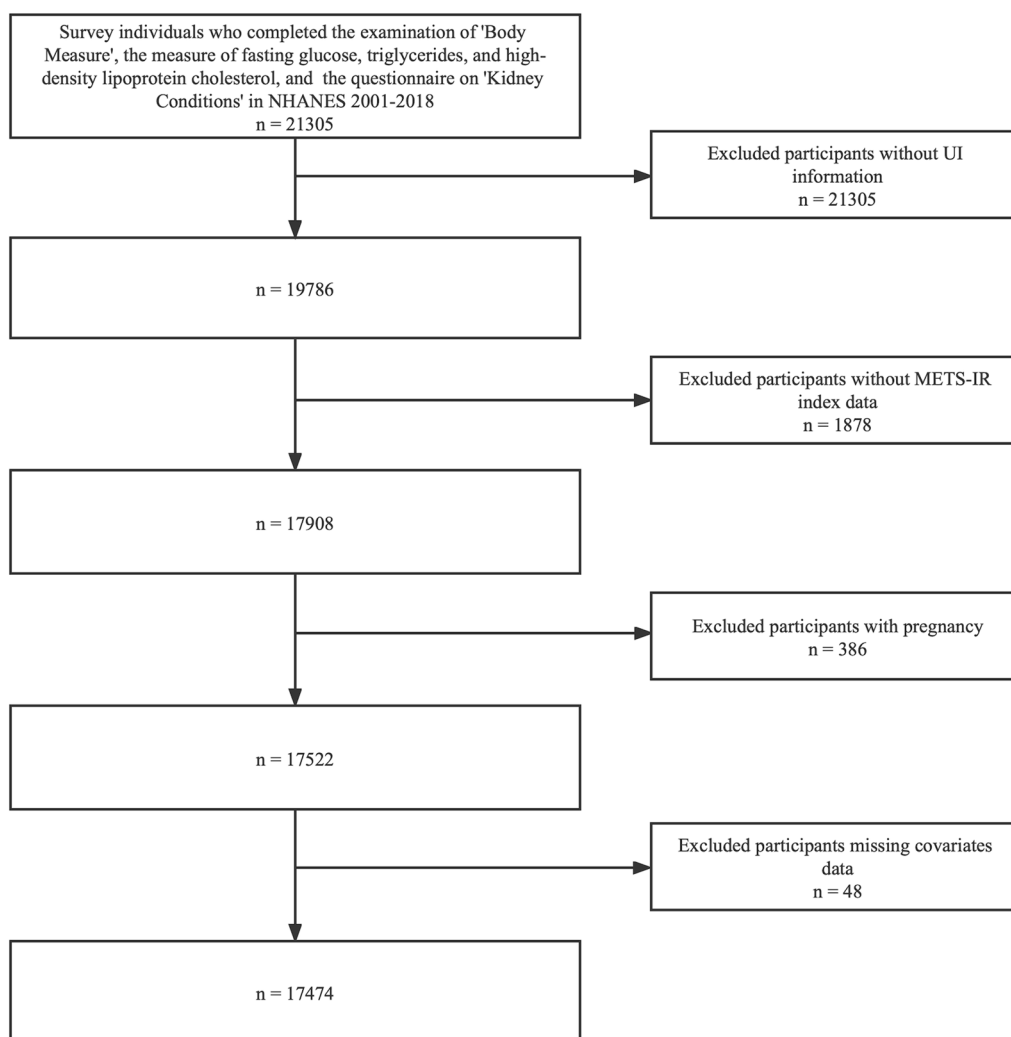 Survey individuals who completed the examination of 'Body
Measure', the measure of fasting glucose, triglycerides, and high-
density lipoprotein cholesterol, and the questionnaire on 'Kidney
Conditions' in NHANES 2001-2018
n = 21305
Excluded participants without UI
information
n = 21305
n = 19786
Excluded participants without METS-IR
index data
n = 1878
n = 17908
Excluded participants with pregnancy
n = 386
n = 17522
Excluded participants missing covariates
data
n = 48
n = 17474